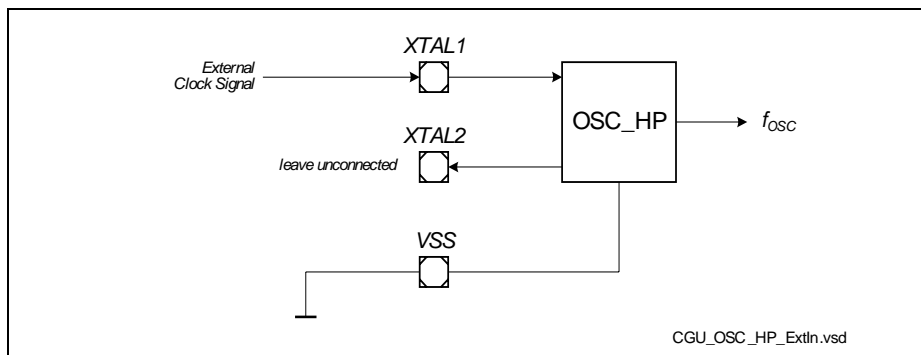 XTAL1
External
Clock Signal
OSC_HP
fOSC
XTAL2
leave unconnected
VSS
CGU_OSC_HP_ExtIn.vsd